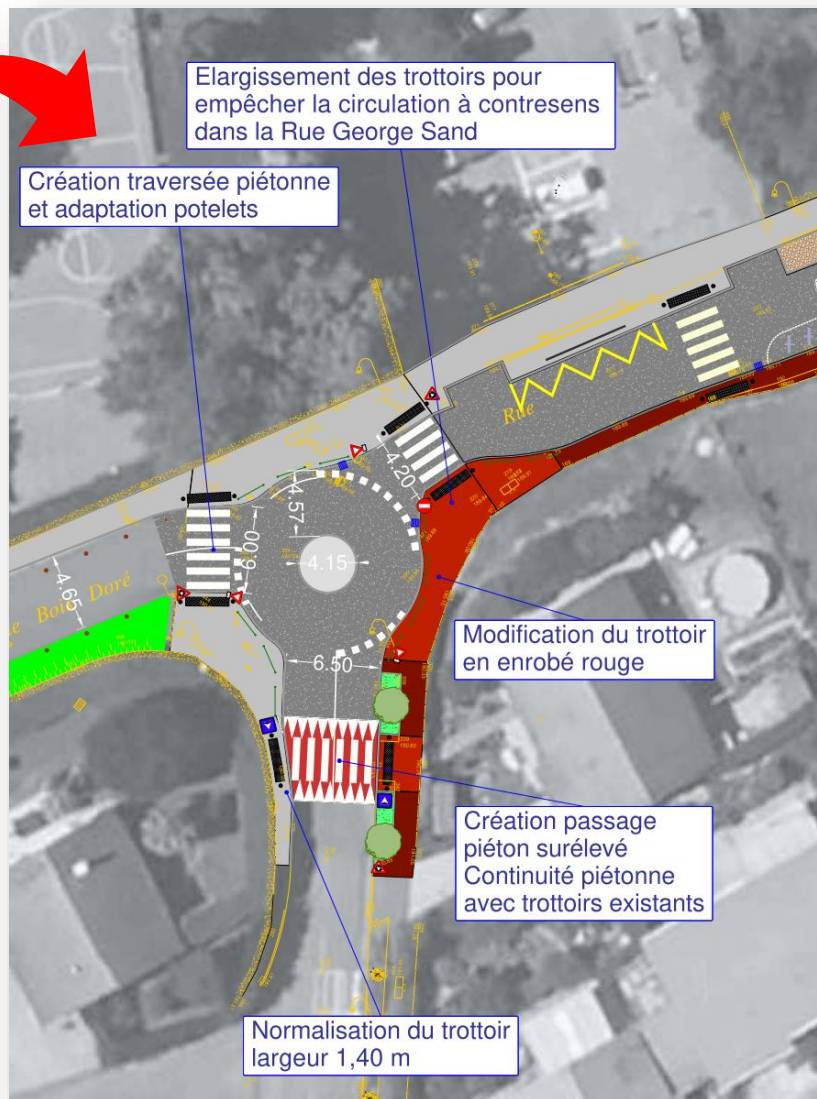 Elargissement des trottoirs pour
empêcher la circulation à contresens
dans la Rue George Sand
Création traversée piétonne
et adaptation potelets
Rue
4.20
4.57
6.00
4.15
4.65
Bois Doré
6.50
Modification du trottoir
en enrobé rouge
Création passage
piéton surélevé
Continuité piétonne
avec trottoirs existants
Normalisation du trottoir
largeur 1,40 m